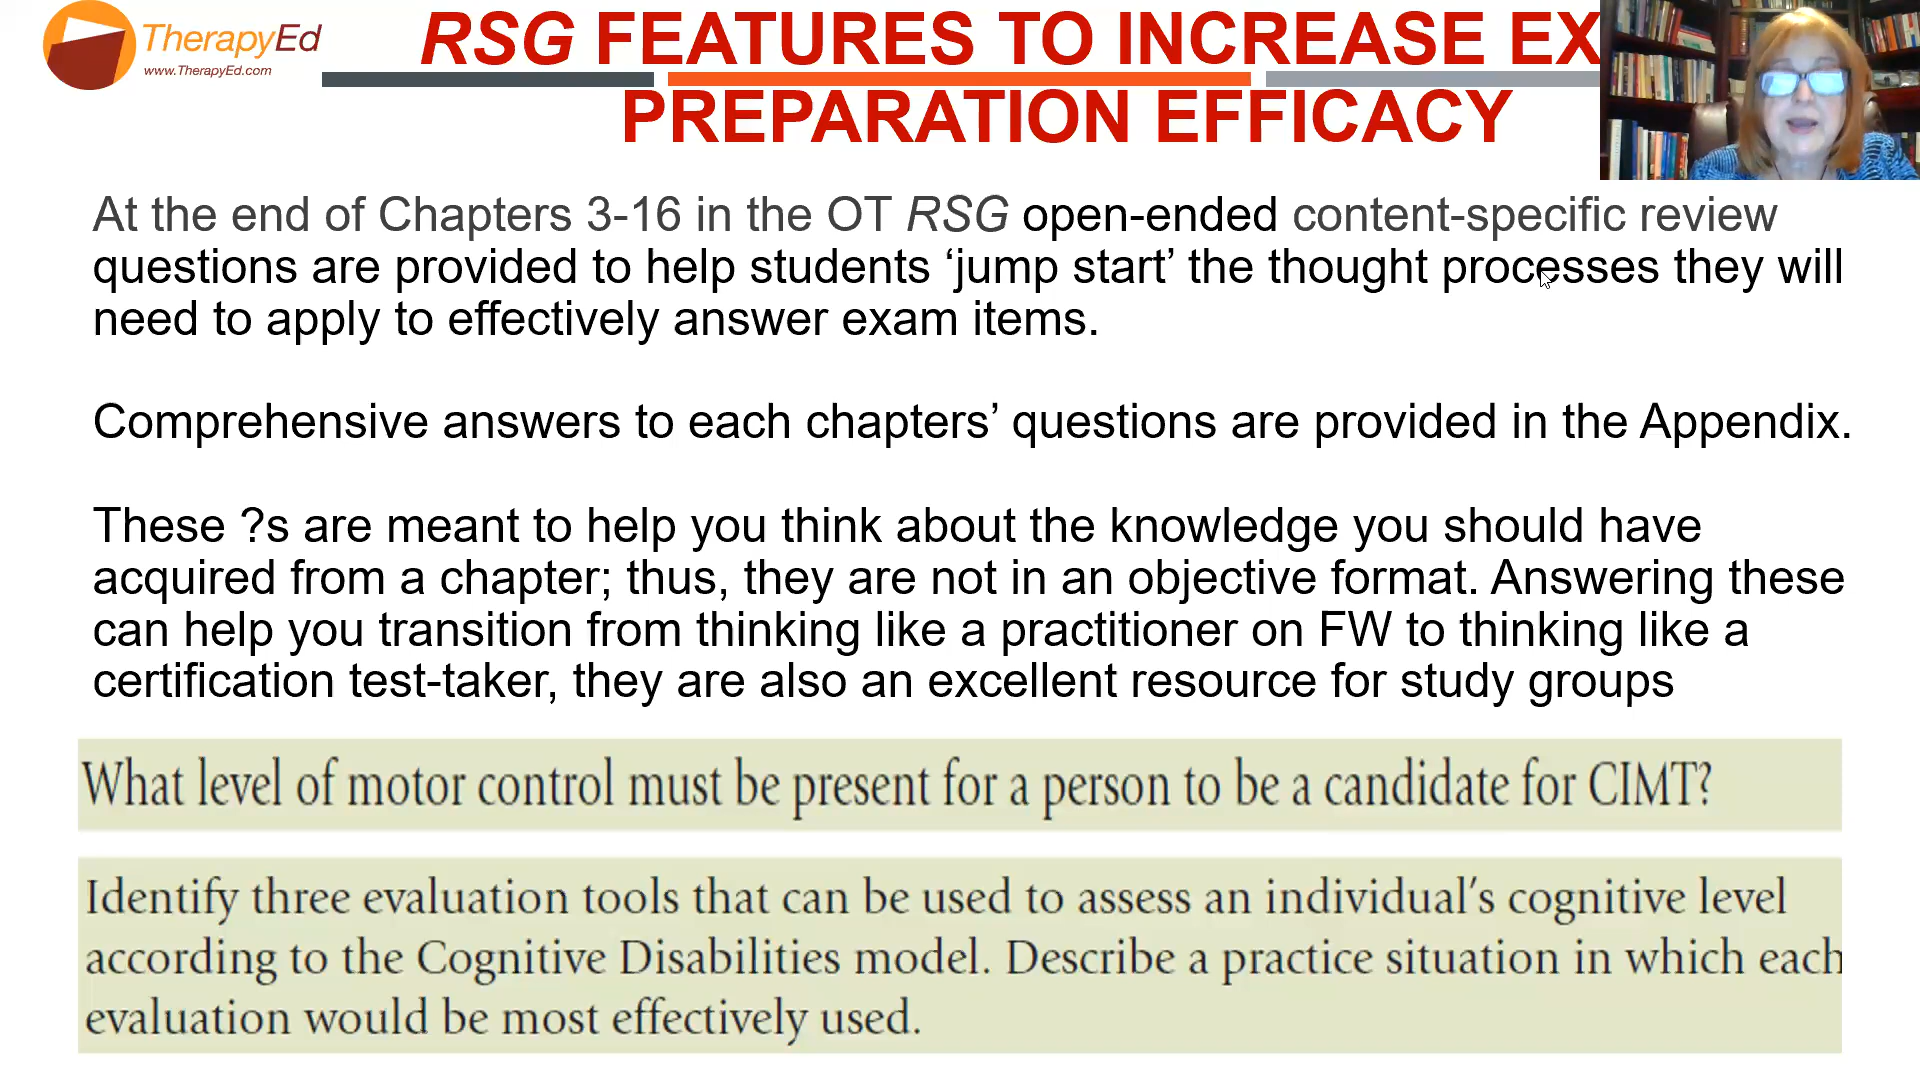 TherapyEd
www.TherapyEd.com
RSG FEATURES TO INCREASE EX
PREPARATION EFFICACY
At the end of Chapters 3-16 in the OT RSG open-ended content-specific review
questions are provided to help students ‘jump start’ the thought processes they will
need to apply to effectively answer exam items.
Comprehensive answers to each chapters’ questions are provided in the Appendix.
These ?s are meant to help you think about the knowledge you should have
acquired from a chapter; thus, they are not in an objective format. Answering these
can help you transition from thinking like a practitioner on FW to thinking like a
certification test-taker, they are also an excellent resource for study groups
What level of motor control must be present for a person to be a candidate for CIMT?
Identify three evaluation tools that can be used to assess an individual’s cognitive level
according to the Cognitive Disabilities model. Describe a practice situation in which each
evaluation would be most effectively used.